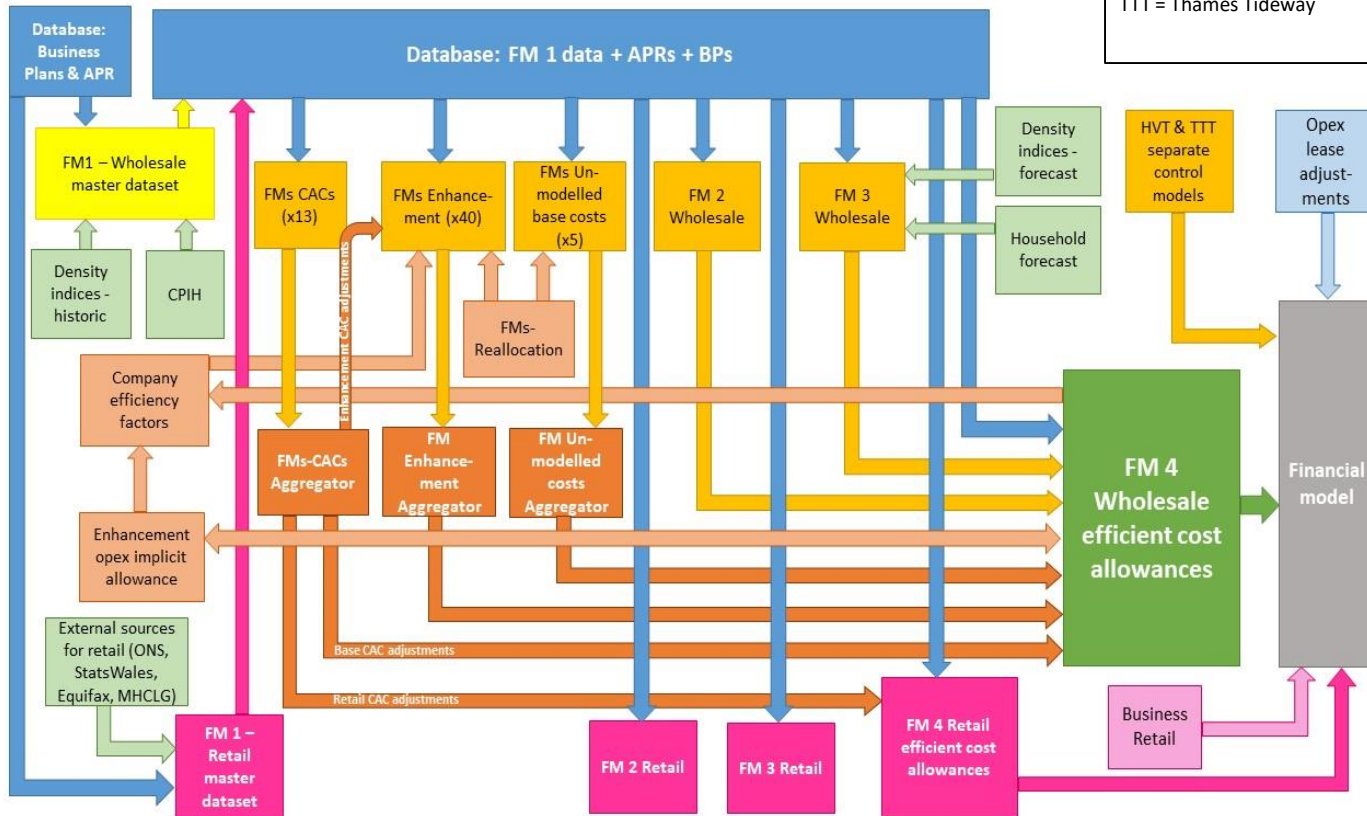 TTT = Thames Tideway
Database:
Business
Plans & APR
Database: FM 1 data + APRs + BPs
FM1 – Wholesale
master dataset
FMs CACs
(x13)
FMs Enhance-
ment (x40)
FMs Un-
modelled
base costs
(x5)
FM 2
Wholesale
FM 3
Wholesale
Density
indices -
forecast
HVT & TTT
separate
control
models
Opex
lease
adjust-
ments
Density
indices -
historic
CPIH
Enhancement CAC adjustments
FMs-
Reallocation
Household
forecast
Company
efficiency
factors
FMs-CACs
Aggregator
FM
Enhance-
ment
Aggregator
FM Un-
modelled
costs
Aggregator
FM 4
Wholesale
efficient cost
allowances
Financial
model
Enhancement
opex implicit
allowance
External sources
for retail (ONS,
StatsWales,
Equifax, MHCLG)
Base CAC adjustments
Retail CAC adjustments
FM 1 –
Retail
master
dataset
FM 2 Retail
FM 3 Retail
FM 4 Retail
efficient cost
allowances
Business
Retail